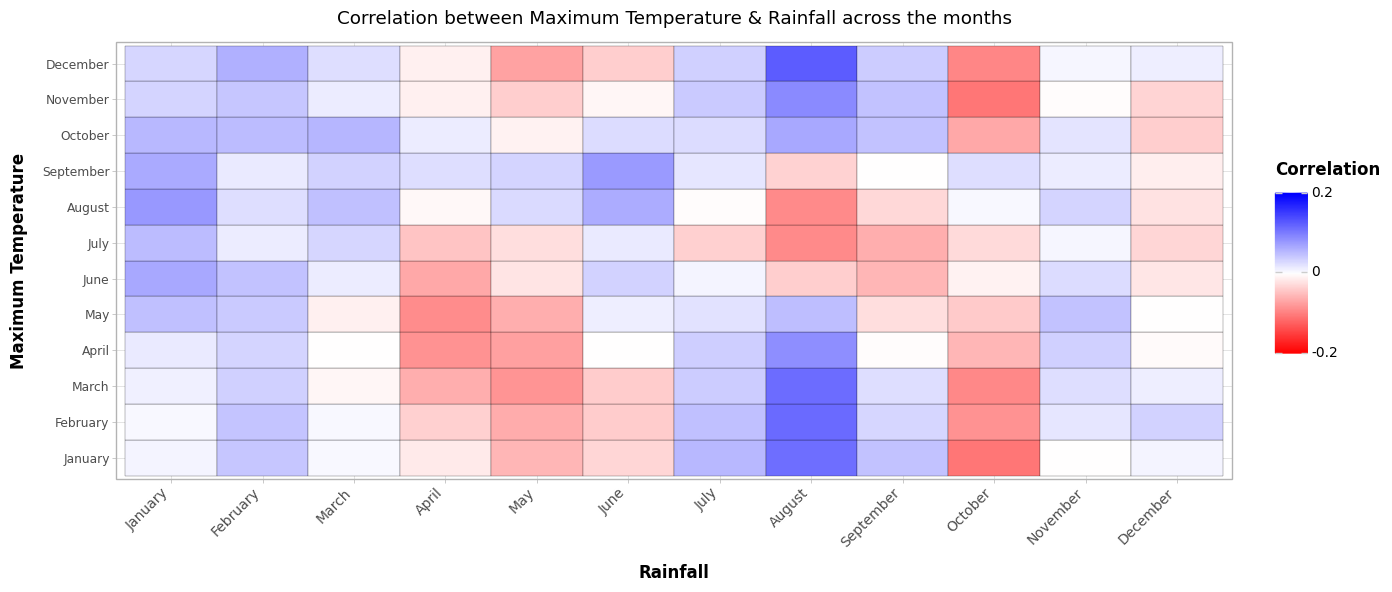 Correlation between Maximum Temperature & Rainfall across the months
Maximum Temperature
December
November
October
September
August
July
June
May
April
March
February
January
January
February
March
April
May
June
July
August
September
October
November
December
Rainfall
Correlation
0.2
0
-0.2